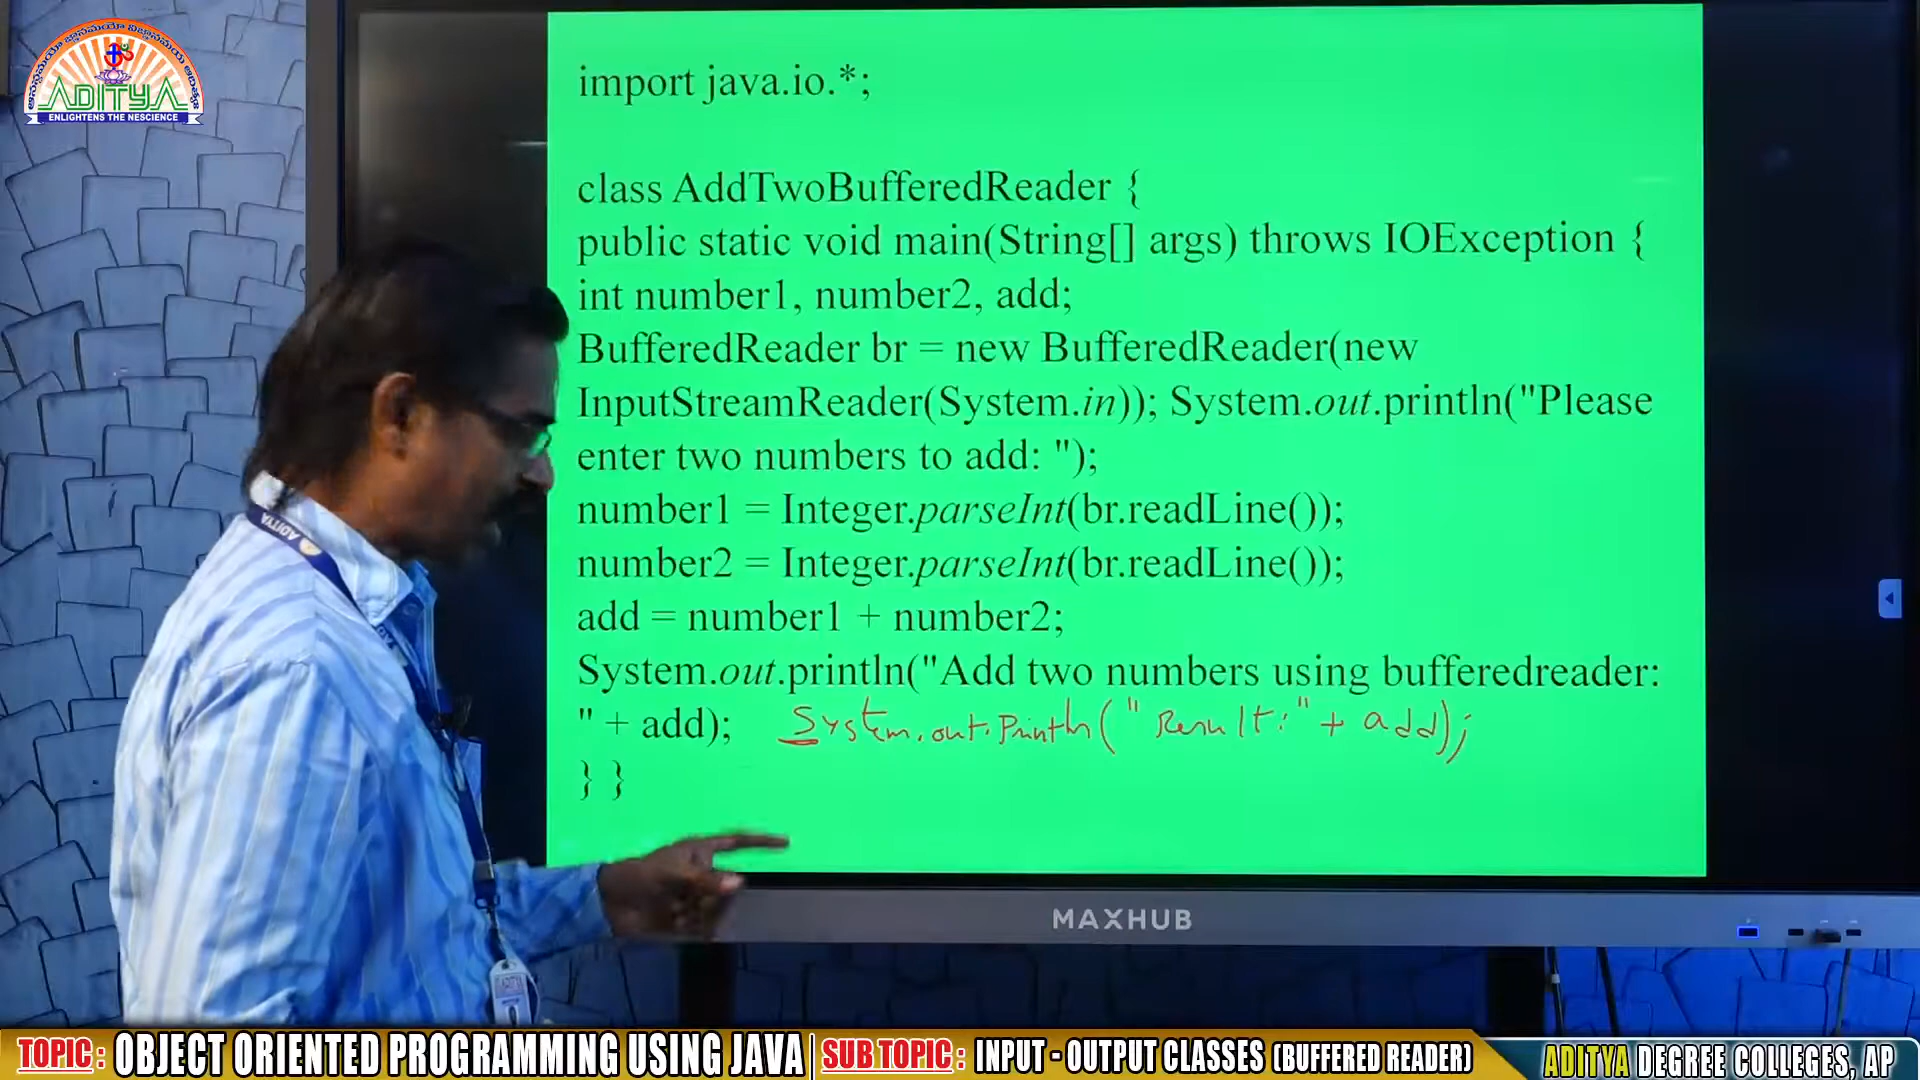 ADITYA
ENLIGHTENS THE NESCIENCE
import java.io.*;
class AddTwoBufferedReader {
public static void main(String[] args) throws IOException {
int number1, number2, add;
BufferedReader br = new BufferedReader(new
InputStreamReader(System.in)); System.out.println("Please
enter two numbers to add: ");
number1 = Integer.parseInt(br.readLine());
number2 = Integer.parseInt(br.readLine());
add = number1 + number2;
System.out.println("Add two numbers using bufferedreader:
" + add); System.out.Println("Result:" + add);
} }
ADITYA
MAXHUB
TOPIC : OBJECT ORIENTED PROGRAMMING USING JAVA | SUB TOPIC : INPUT - OUTPUT CLASSES (BUFFERED READER)
ADITYA DEGREE COLLEGES, AP